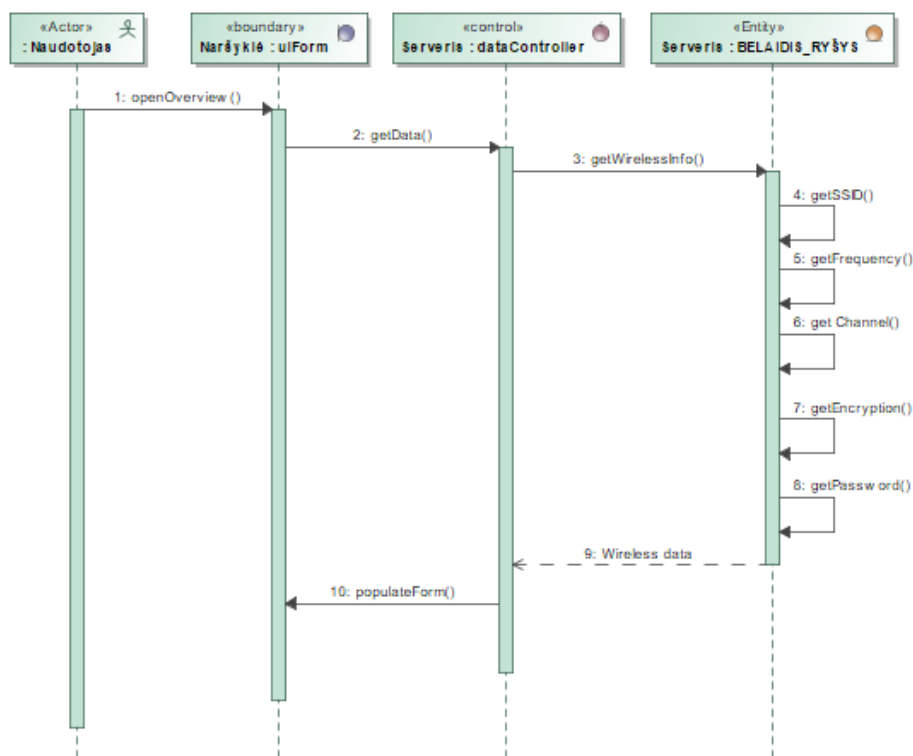 «Actor»
: Naudotojas
«boundary»
Naršyklė : uiForm
«control»
Serveris : dataController
«Entity»
Serveris : BELAIDIS_RYŠYS
1: openOverview ()
2: getData()
3: getWirelessInfo()
4: getSSID()
5: getFrequency()
6: get Channel()
7: getEncryption()
8: getPassw ord()
9: Wireless data
10: populateForm()